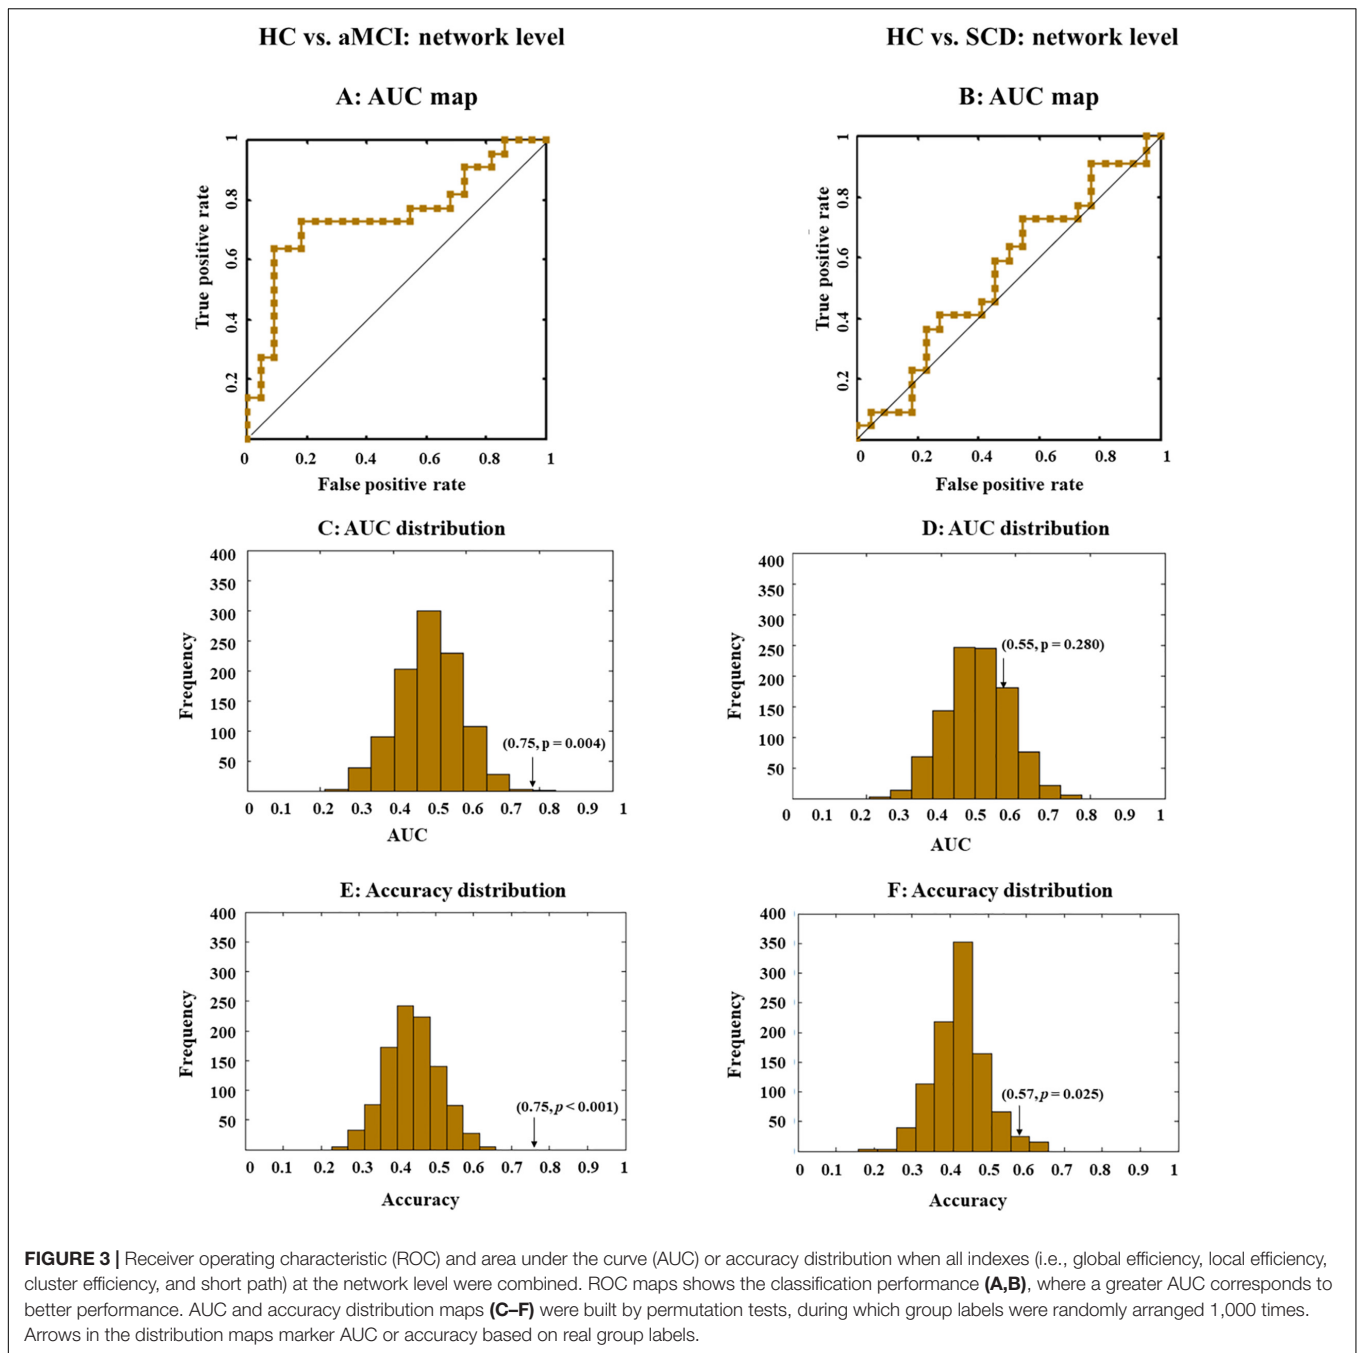 HC vs. aMCI: network level
HC vs. SCD: network level
A: AUC map
B: AUC map
True positive rate
1
0.8
0.6
0.4
0.2
0 0.2 0.4 0.6 0.8 1
False positive rate
True positive rate
1
0.8
0.6
0.4
0.2
0 0.2 0.4 0.6 0.8 1
False positive rate
C: AUC distribution
Frequency
400
350
300
250
200
150
100
50
(0.75, p = 0.004)
0 0.1 0.2 0.3 0.4 0.5 0.6 0.7 0.8 0.9 1
AUC
D: AUC distribution
Frequency
400
350
300
250
200
150
100
50
(0.55, p = 0.280)
0 0.1 0.2 0.3 0.4 0.5 0.6 0.7 0.8 0.9 1
AUC
E: Accuracy distribution
Frequency
400
350
300
250
200
150
100
50
(0.75, p < 0.001)
0 0.1 0.2 0.3 0.4 0.5 0.6 0.7 0.8 0.9 1
Accuracy
F: Accuracy distribution
Frequency
400
350
300
250
200
150
100
50
(0.57, p = 0.025)
0 0.1 0.2 0.3 0.4 0.5 0.6 0.7 0.8 0.9 1
Accuracy
FIGURE 3 | Receiver operating characteristic (ROC) and area under the curve (AUC) or accuracy distribution when all indexes (i.e., global efficiency, local efficiency,
cluster efficiency, and short path) at the network level were combined. ROC maps shows the classification performance (A,B), where a greater AUC corresponds to
better performance. AUC and accuracy distribution maps (C–F) were built by permutation tests, during which group labels were randomly arranged 1,000 times.
Arrows in the distribution maps marker AUC or accuracy based on real group labels.